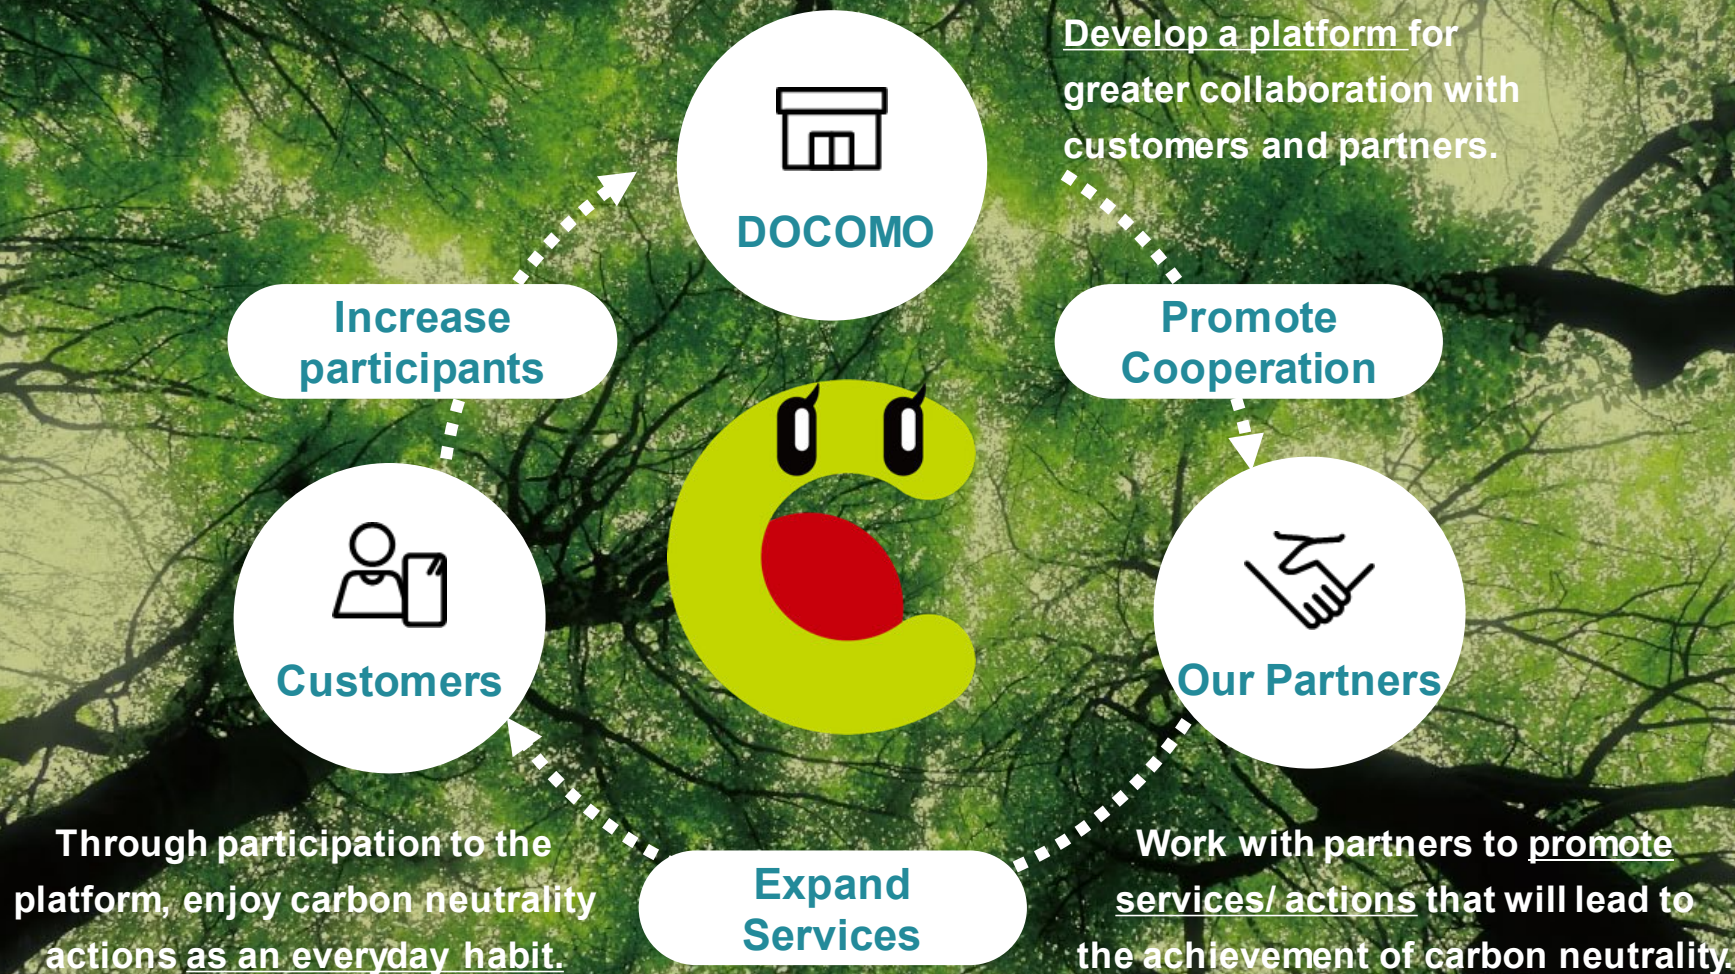 Develop a platform for
greater collaboration with
customers and partners.
DOCOMO
Increase
participants
Promote
Cooperation
Customers
Our Partners
Through participation to the
platform, enjoy carbon neutrality
actions as an everyday habit.
Expand
Services
Work with partners to promote
services/ actions that will lead to
the achievement of carbon neutrality.